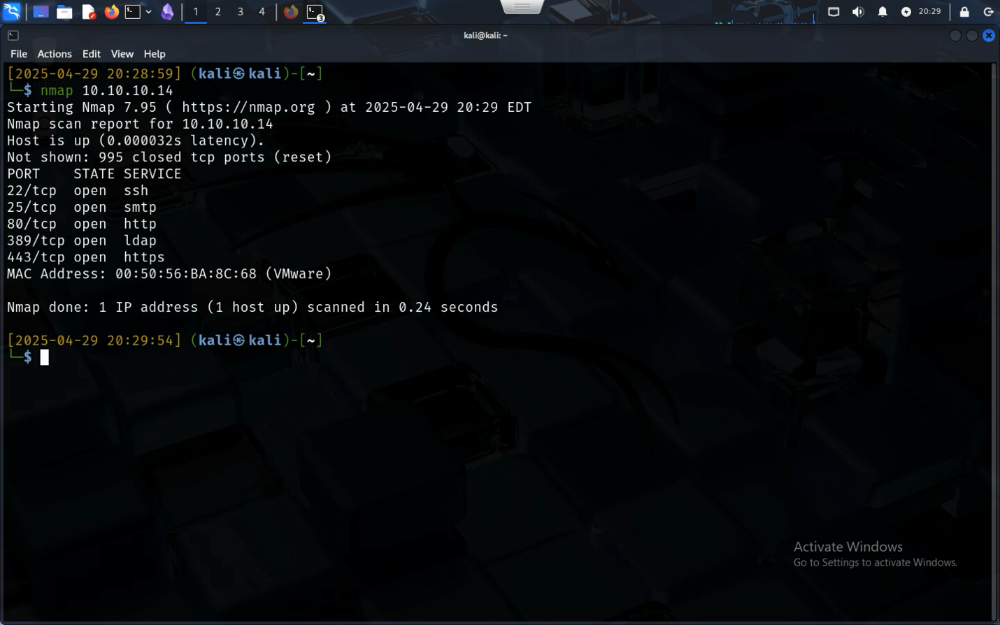 1 2 3 4 3 20:29
kali@kali: ~
File Actions Edit View Help
[2025-04-29 20:28:59] (kali㉿kali)-[~]
└─$ nmap 10.10.10.14
Starting Nmap 7.95 ( https://nmap.org ) at 2025-04-29 20:29 EDT
Nmap scan report for 10.10.10.14
Host is up (0.000032s latency).
Not shown: 995 closed tcp ports (reset)
PORT    STATE SERVICE
22/tcp  open  ssh
25/tcp  open  smtp
80/tcp  open  http
389/tcp open  ldap
443/tcp open  https
MAC Address: 00:50:56:BA:8C:68 (VMware)
Nmap done: 1 IP address (1 host up) scanned in 0.24 seconds
[2025-04-29 20:29:54] (kali㉿kali)-[~]
└─$
Activate Windows
Go to Settings to activate Windows.